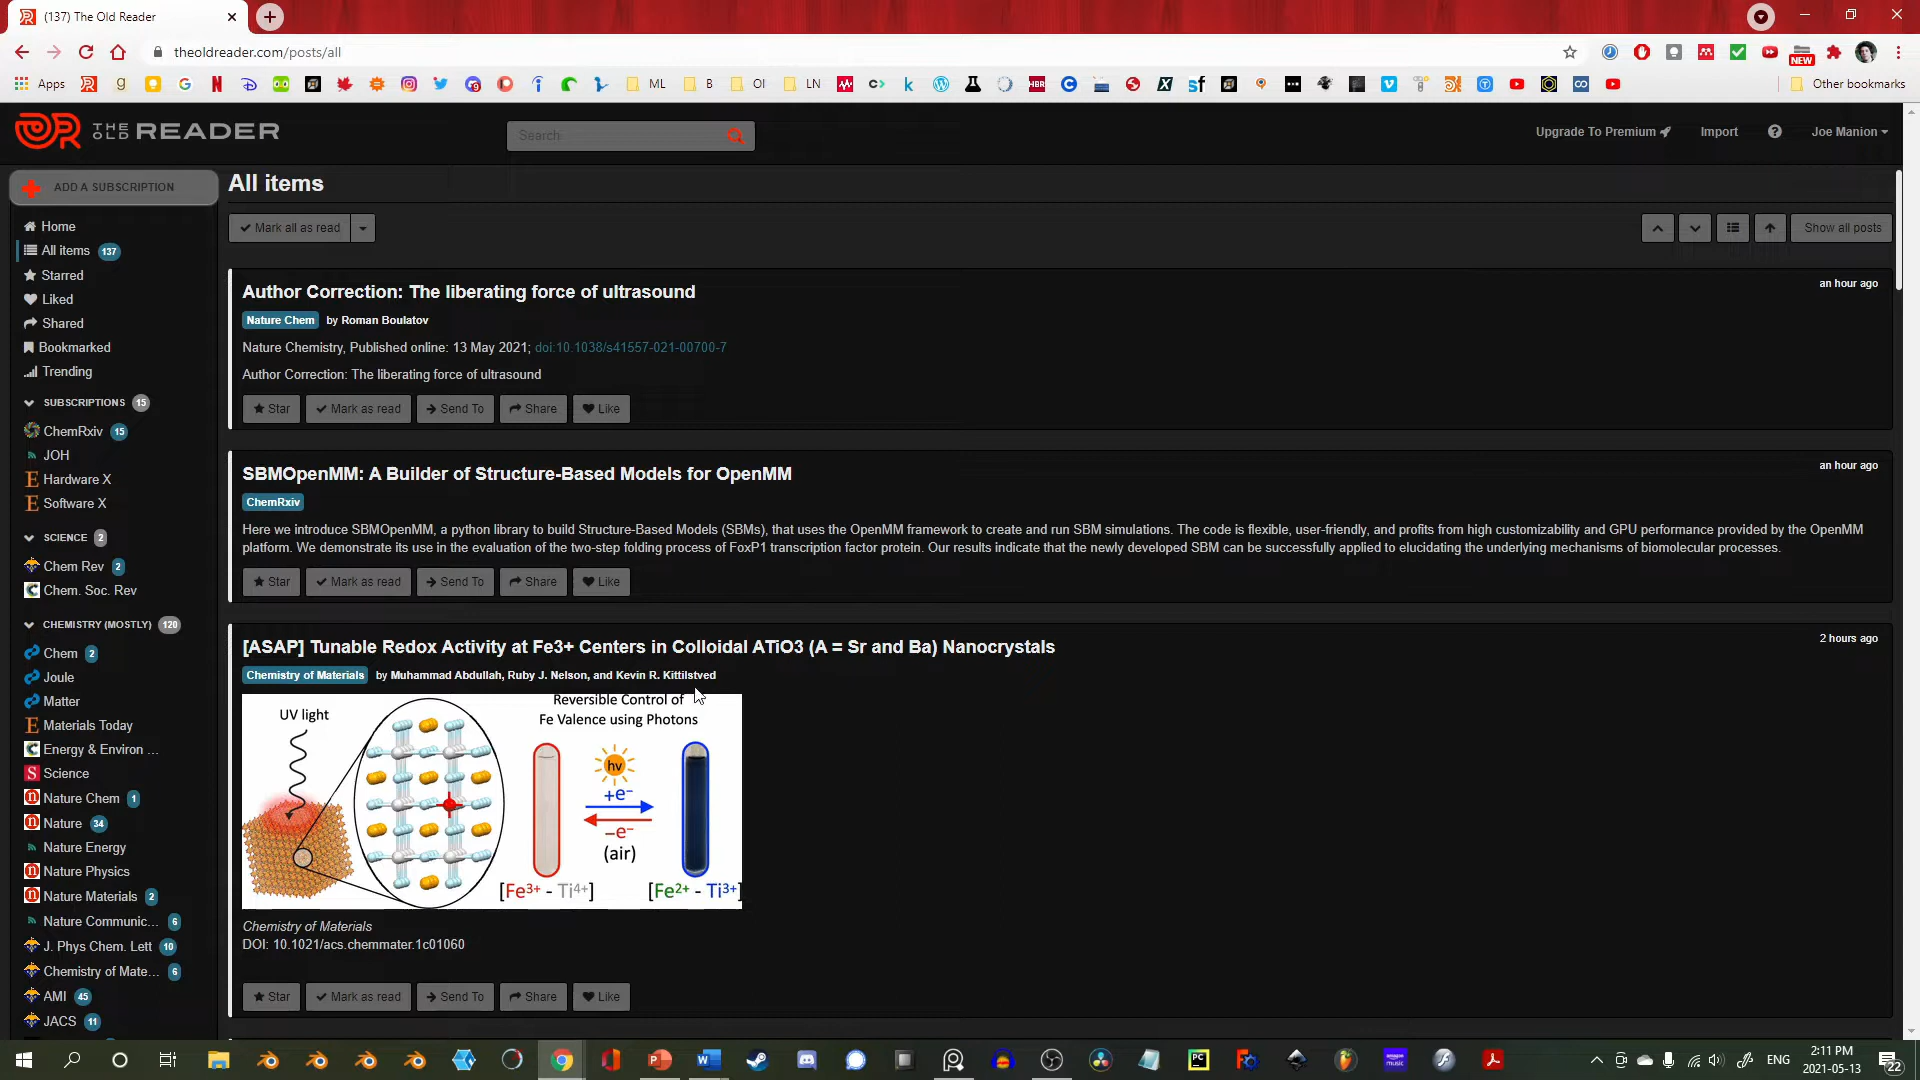 (137) The Old Reader
theoldreader.com/posts/all
NEW
Apps
ML
B
OI
LN
HBR
Other bookmarks
THE OLD READER
Search
Upgrade To Premium
Import
Joe Manion
ADD A SUBSCRIPTION
Home
All items 137
Starred
Liked
Shared
Bookmarked
Trending
SUBSCRIPTIONS 15
ChemRxiv 15
JOH
Hardware X
Software X
SCIENCE 2
Chem Rev 2
Chem. Soc. Rev
CHEMISTRY (MOSTLY) 120
Chem 2
Joule
Matter
Materials Today
Energy & Environ ...
Science
Nature Chem 1
Nature 34
Nature Energy
Nature Physics
Nature Materials 2
Nature Communic... 6
J. Phys Chem. Lett 10
Chemistry of Mate... 6
AMI 45
JACS 11
All items
Mark all as read
Show all posts
Author Correction: The liberating force of ultrasound
an hour ago
Nature Chem by Roman Boulatov
Nature Chemistry, Published online: 13 May 2021; doi:10.1038/s41557-021-00700-7
Author Correction: The liberating force of ultrasound
Star Mark as read Send To Share Like
SBMOpenMM: A Builder of Structure-Based Models for OpenMM
an hour ago
ChemRxiv
Here we introduce SBMOpenMM, a python library to build Structure-Based Models (SBMs), that uses the OpenMM framework to create and run SBM simulations. The code is flexible, user-friendly, and profits from high customizability and GPU performance provided by the OpenMM
platform. We demonstrate its use in the evaluation of the two-step folding process of FoxP1 transcription factor protein. Our results indicate that the newly developed SBM can be successfully applied to elucidating the underlying mechanisms of biomolecular processes.
Star Mark as read Send To Share Like
[ASAP] Tunable Redox Activity at Fe3+ Centers in Colloidal ATiO3 (A = Sr and Ba) Nanocrystals
2 hours ago
Chemistry of Materials by Muhammad Abdullah, Ruby J. Nelson, and Kevin R. Kittilstved
UV light
Reversible Control of
Fe Valence using Photons
hν
+e⁻
–e⁻
(air)
[Fe³⁺ - Ti⁴⁺]
[Fe²⁺ - Ti³⁺]
Chemistry of Materials
DOI: 10.1021/acs.chemmater.1c01060
Star Mark as read Send To Share Like
ENG
2:11 PM
2021-05-13
22